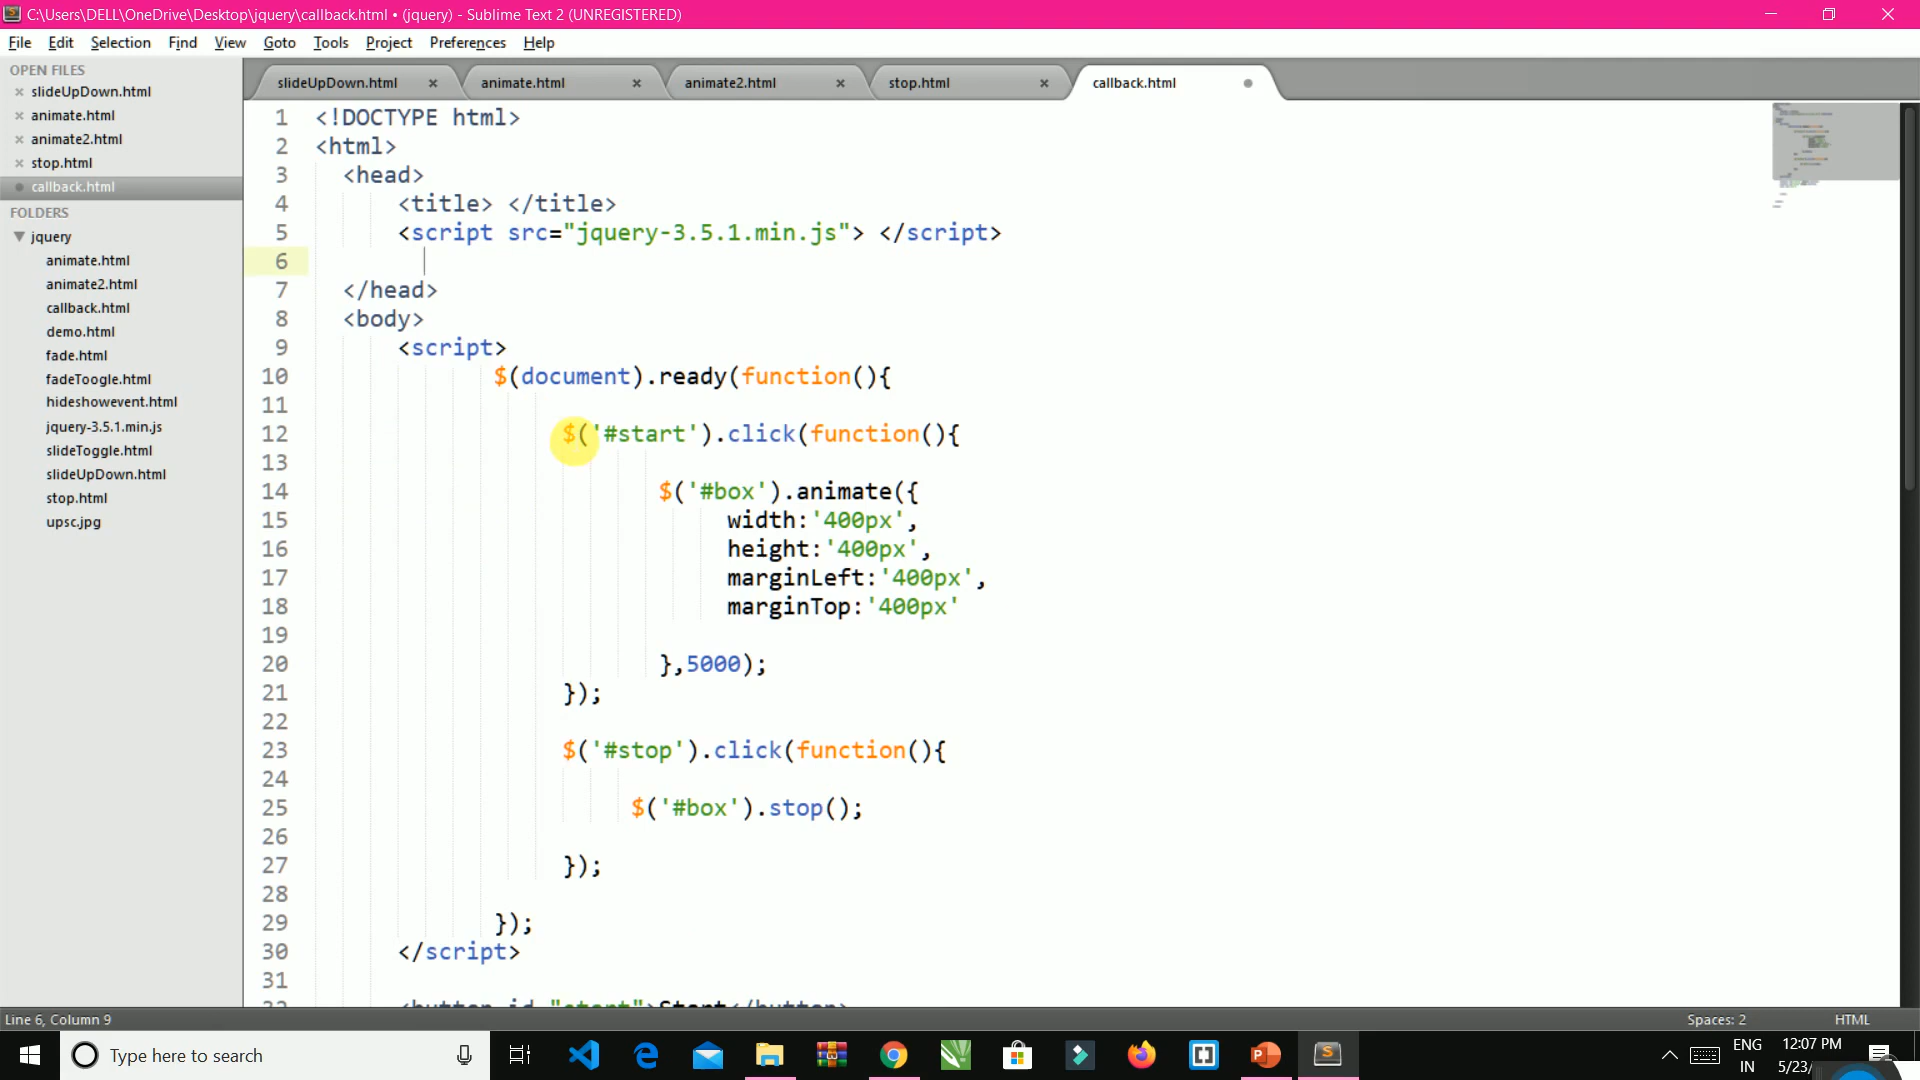 C:\Users\DELL\OneDrive\Desktop\jquery\callback.html • (jquery) - Sublime Text 2 (UNREGISTERED)
File Edit Selection Find View Goto Tools Project Preferences Help
OPEN FILES
slideUpDown.html
animate.html
animate2.html
stop.html
callback.html
FOLDERS
jquery
animate.html
animate2.html
callback.html
demo.html
fade.html
fadeToogle.html
hideshowevent.html
jquery-3.5.1.min.js
slideToggle.html
slideUpDown.html
stop.html
upsc.jpg
slideUpDown.html animate.html animate2.html stop.html callback.html
1 <!DOCTYPE html>
2 <html>
3 <head>
4 <title> </title>
5 <script src="jquery-3.5.1.min.js"> </script>
6
7 </head>
8 <body>
9 <script>
10 $(document).ready(function(){
11
12 $('#start').click(function(){
13
14 $('#box').animate({
15 width:'400px',
16 height:'400px',
17 marginLeft:'400px',
18 marginTop:'400px'
19
20 },5000);
21 });
22
23 $('#stop').click(function(){
24
25 $('#box').stop();
26
27 });
28
29 });
30 </script>
31
32 <button id="start">Start</button>
Line 6, Column 9 Spaces: 2 HTML
Type here to search
ENG
IN
12:07 PM
5/23/